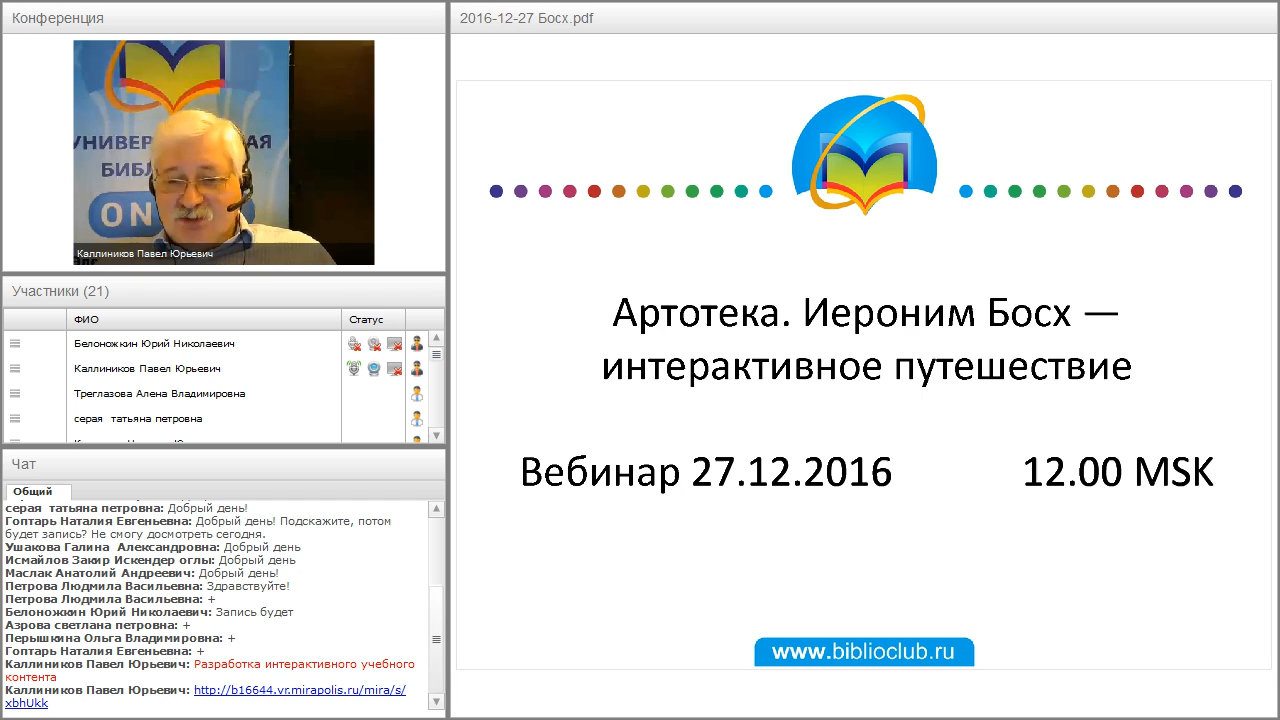 Конференция
УНИВЕР АЯ
БИБЛ
ON
Каллиников Павел Юрьевич
Участники (21)
ФИО Статус
Белоножкин Юрий Николаевич
Каллиников Павел Юрьевич
Треглазова Алена Владимировна
серая татьяна петровна
Чат
Общий
серая татьяна петровна: Добрый день!
Гоптарь Наталия Евгеньевна: Добрый день! Подскажите, потом
будет запись? Не смогу досмотреть сегодня.
Ушакова Галина Александровна: Добрый день
Исмайлов Закир Искендер оглы: Добрый день
Маслак Анатолий Андреевич: Добрый день!
Петрова Людмила Васильевна: Здравствуйте!
Петрова Людмила Васильевна: +
Белоножкин Юрий Николаевич: Запись будет
Азрова светлана петровна: +
Перышкина Ольга Владимировна: +
Гоптарь Наталия Евгеньевна: +
Каллиников Павел Юрьевич: Разработка интерактивного учебного
контента
Каллиников Павел Юрьевич: http://b16644.vr.mirapolis.ru/mira/s/
xbhUkk
2016-12-27 Босх.pdf
Артотека. Иероним Босх —
интерактивное путешествие
Вебинар 27.12.2016 12.00 MSK
www.biblioclub.ru